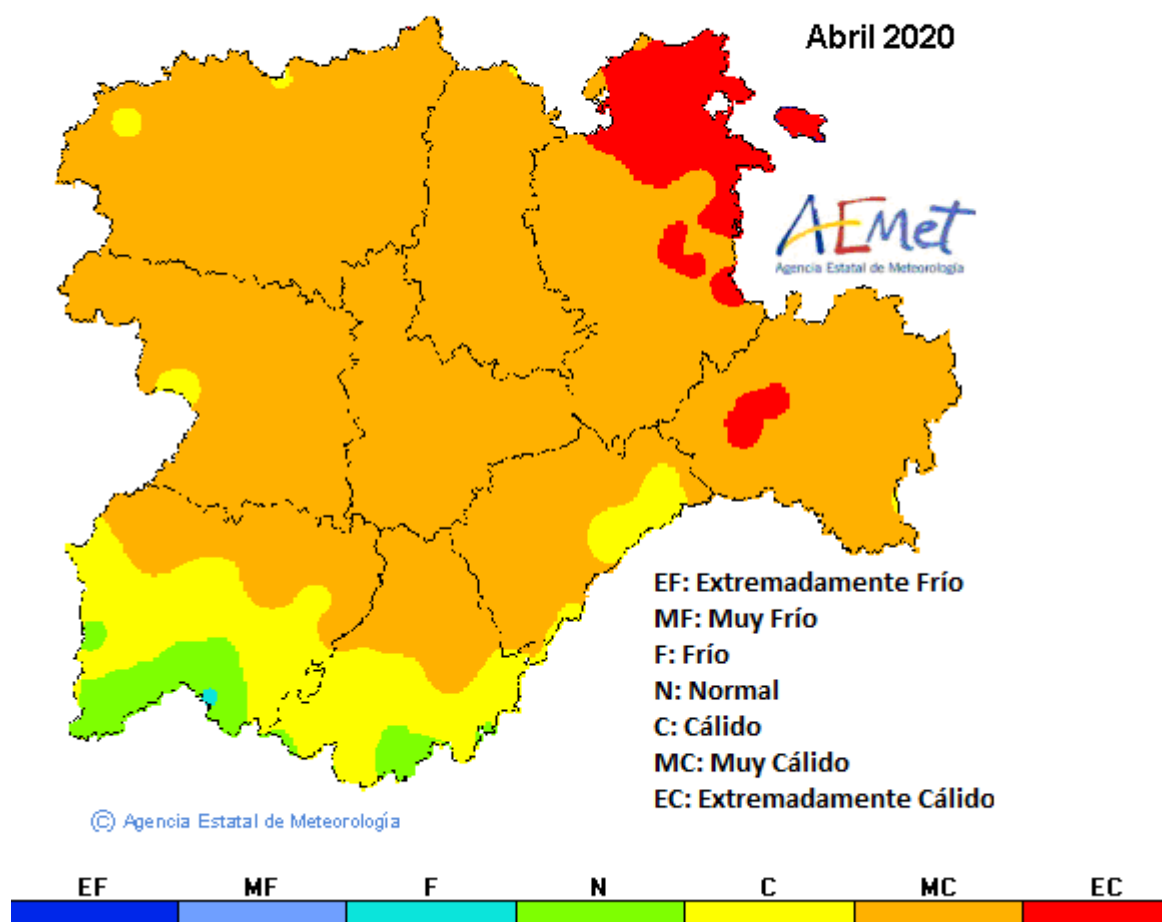 Abril 2020
AEMet
Agencia Estatal de Meteorología
EF: Extremadamente Frío
MF: Muy Frío
F: Frío
N: Normal
C: Cálido
MC: Muy Cálido
EC: Extremadamente Cálido
© Agencia Estatal de Meteorología
EF MF F N C MC EC